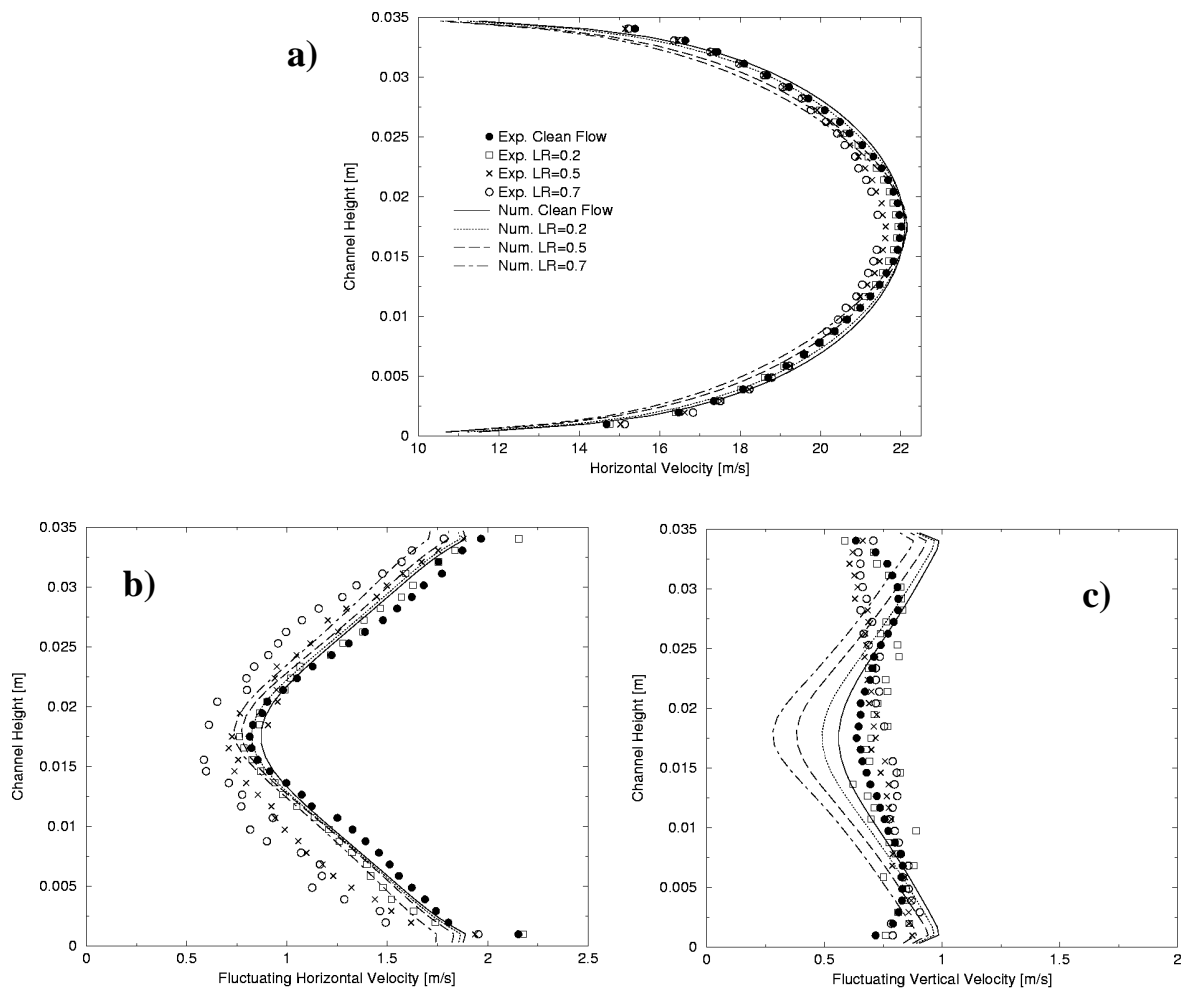 a)
0.035
0.03
0.025
0.02
0.015
0.01
0.005
0
Channel Height [m]
Exp. Clean Flow
Exp. LR=0.2
Exp. LR=0.5
Exp. LR=0.7
Num. Clean Flow
Num. LR=0.2
Num. LR=0.5
Num. LR=0.7
10 12 14 16 18 20 22
Horizontal Velocity [m/s]
b)
0.035
0.03
0.025
0.02
0.015
0.01
0.005
0
Channel Height [m]
0 0.5 1 1.5 2 2.5
Fluctuating Horizontal Velocity [m/s]
c)
0.035
0.03
0.025
0.02
0.015
0.01
0.005
0
Channel Height [m]
0 0.5 1 1.5 2
Fluctuating Vertical Velocity [m/s]